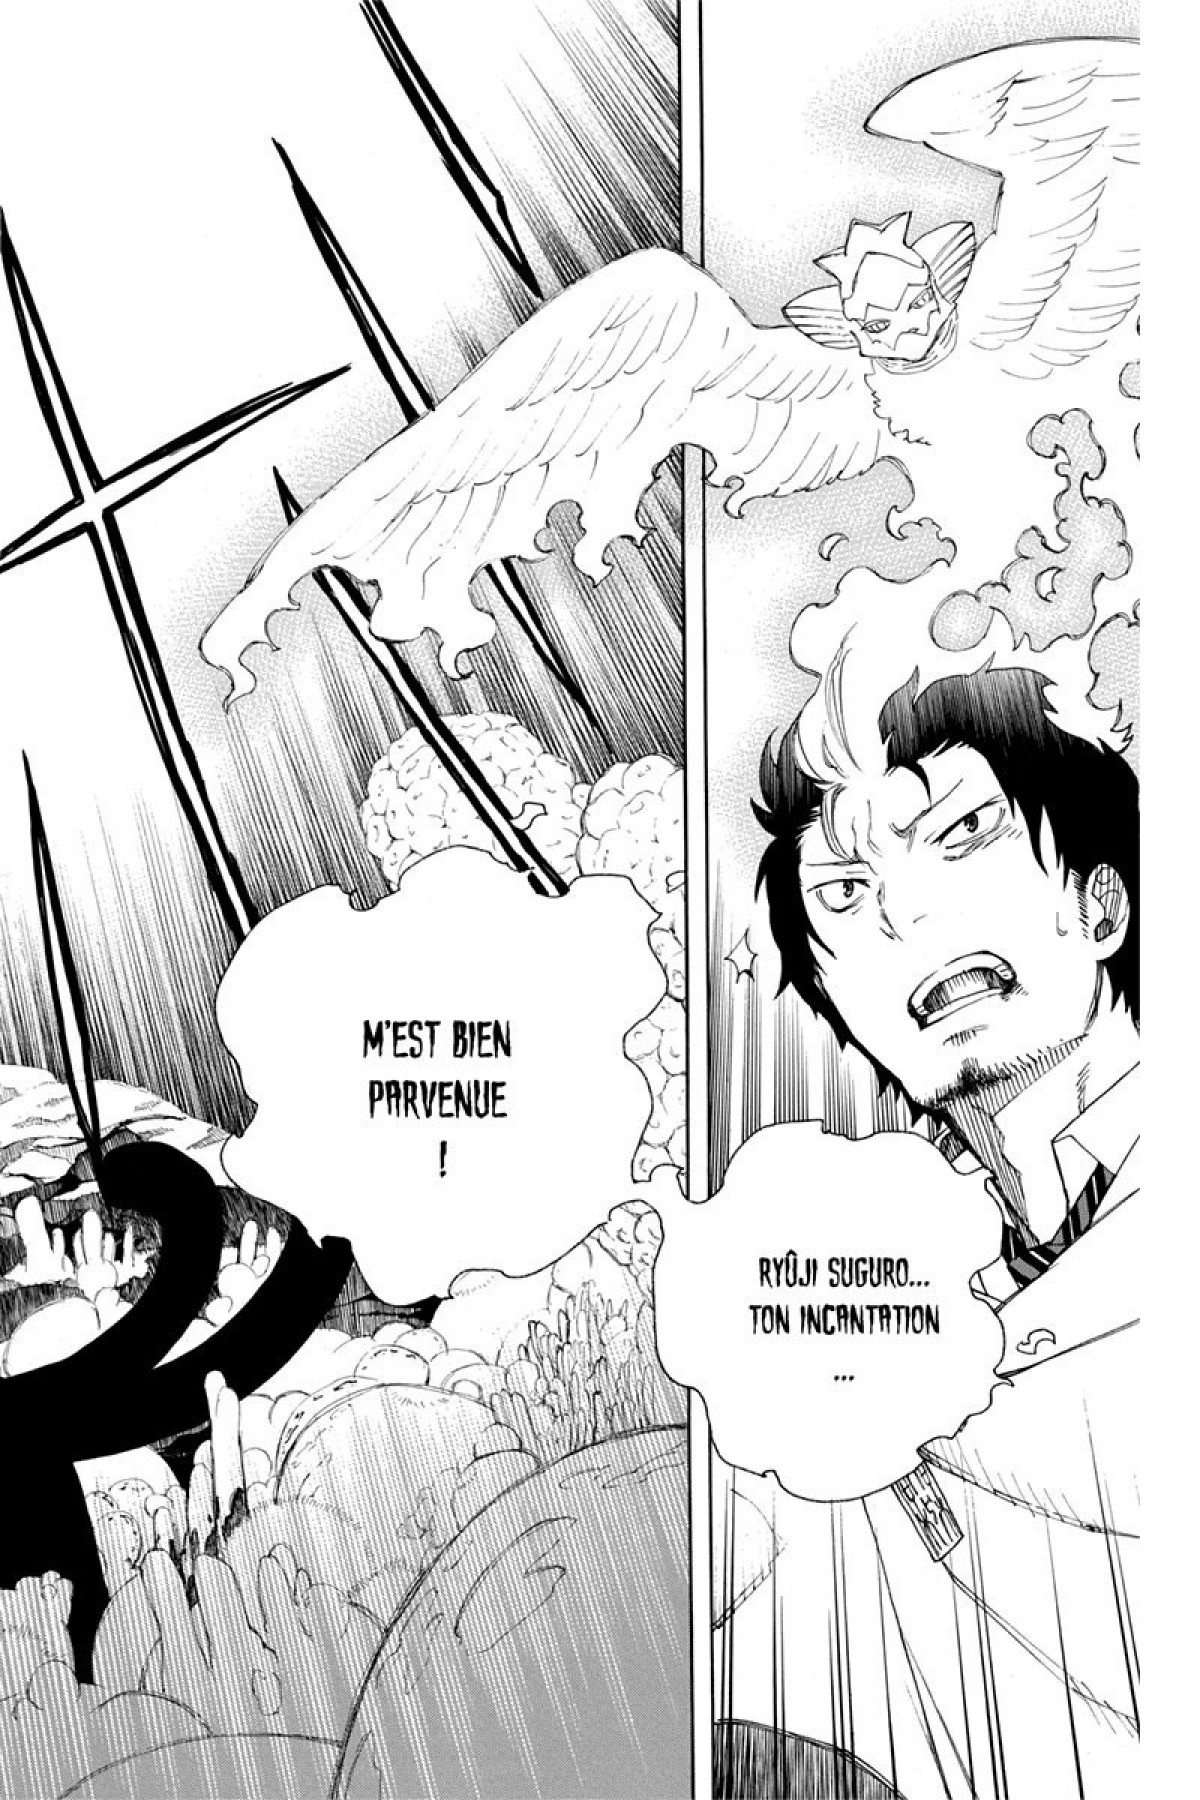 RYÛJI SUGURO...
TON INCANTATION
...
M'EST BIEN
PARVENUE
!